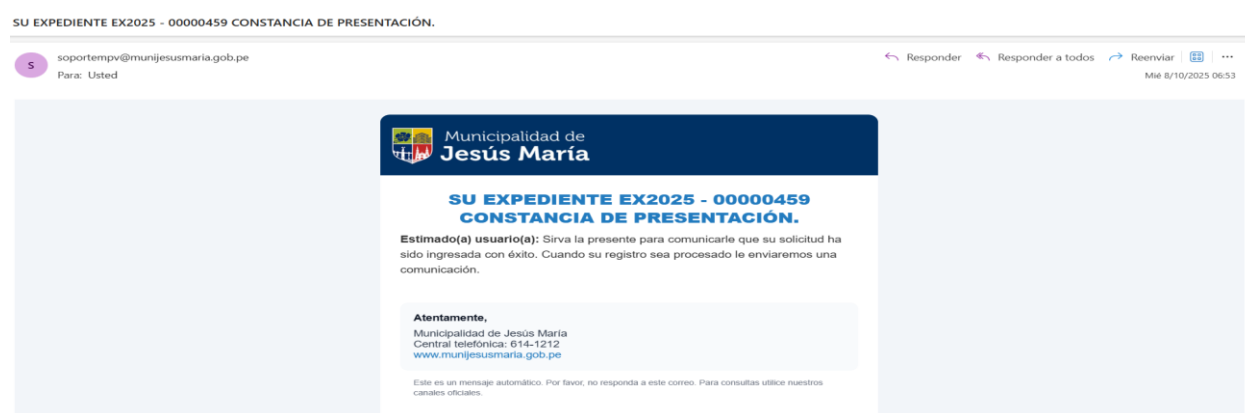 SU EXPEDIENTE EX2025 - 00000459 CONSTANCIA DE PRESENTACIÓN.
S
soportempv@munijesusmaria.gob.pe
Para: Usted
Responder
Responder a todos
Reenviar
Mié 8/10/2025 06:53
Municipalidad de
Jesús María
SU EXPEDIENTE EX2025 - 00000459
CONSTANCIA DE PRESENTACIÓN.
Estimado(a) usuario(a): Sirva la presente para comunicarle que su solicitud ha
sido ingresada con éxito. Cuando su registro sea procesado le enviaremos una
comunicación.
Atentamente,
Municipalidad de Jesús María
Central telefónica: 614-1212
www.munijesusmaria.gob.pe
Este es un mensaje automático. Por favor, no responda a este correo. Para consultas utilice nuestros
canales oficiales.